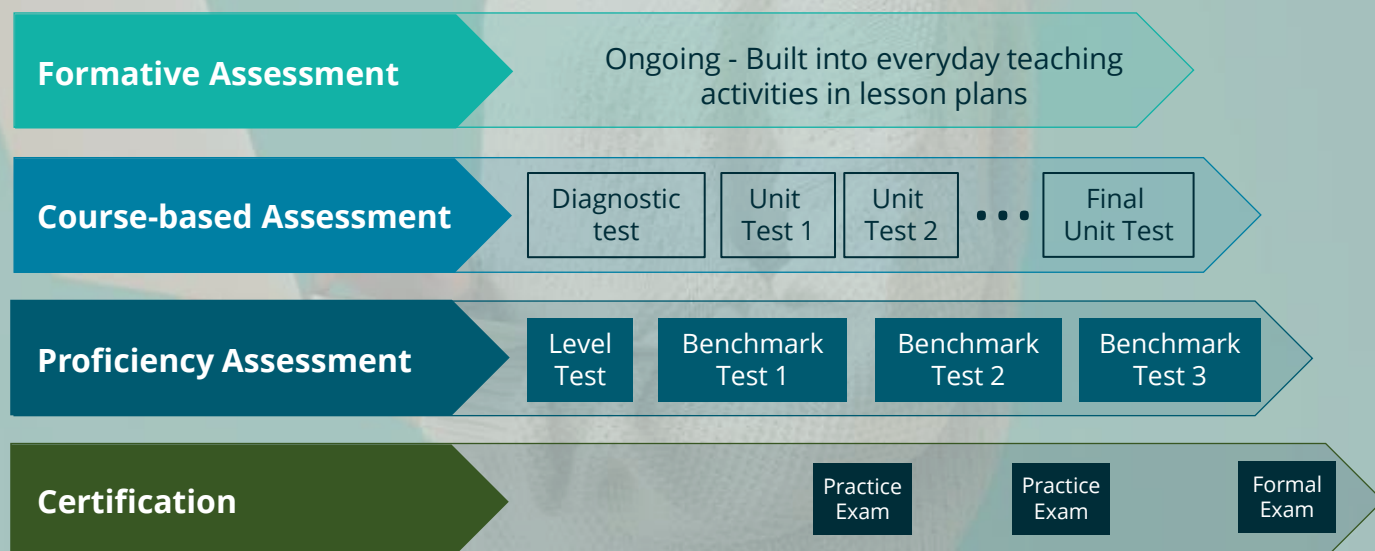 Formative Assessment
Ongoing - Built into everyday teaching
activities in lesson plans
Course-based Assessment
Diagnostic
test
Unit
Test 1
Unit
Test 2
...
Final
Unit Test
Proficiency Assessment
Level
Test
Benchmark
Test 1
Benchmark
Test 2
Benchmark
Test 3
Certification
Practice
Exam
Practice
Exam
Formal
Exam